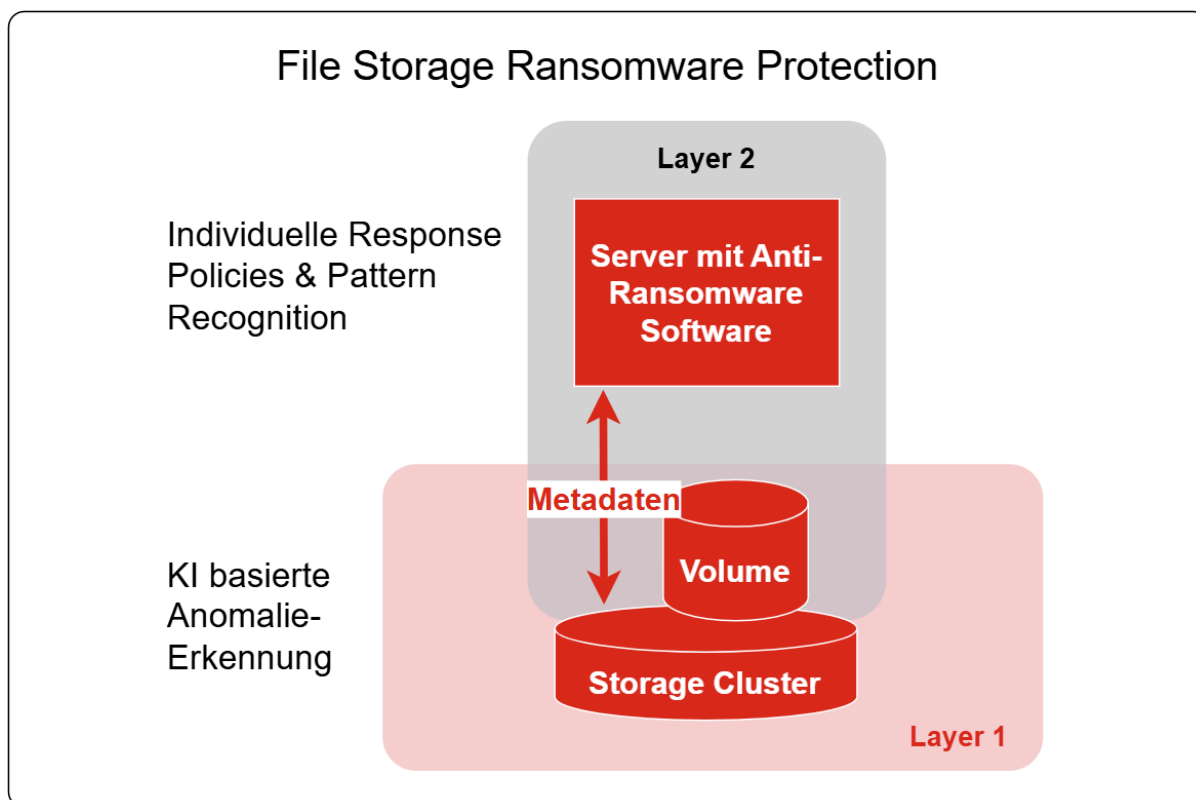 File Storage Ransomware Protection
Layer 2
Individuelle Response
Policies & Pattern
Recognition
Server mit Anti-
Ransomware
Software
Metadaten
Volume
KI basierte
Anomalie-
Erkennung
Storage Cluster
Layer 1